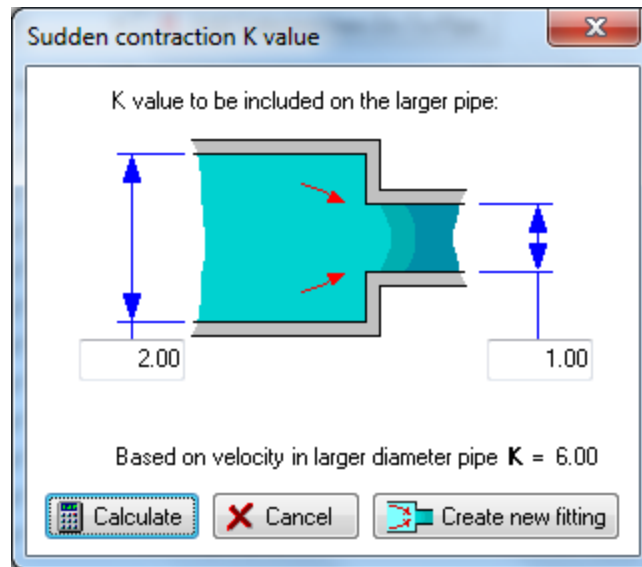 Sudden contraction K value
K value to be included on the larger pipe:
2.00
1.00
Based on velocity in larger diameter pipe K = 6.00
Calculate
Cancel
Create new fitting